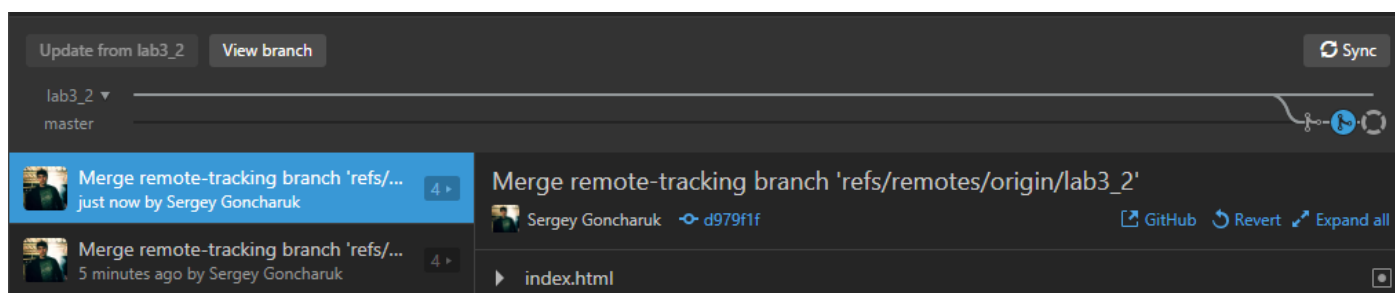 Update from lab3_2 View branch Sync
lab3_2
master
Merge remote-tracking branch 'refs/... 4
just now by Sergey Goncharuk
Merge remote-tracking branch 'refs/... 4
5 minutes ago by Sergey Goncharuk
Merge remote-tracking branch 'refs/remotes/origin/lab3_2'
Sergey Goncharuk d979f1f GitHub Revert Expand all
index.html